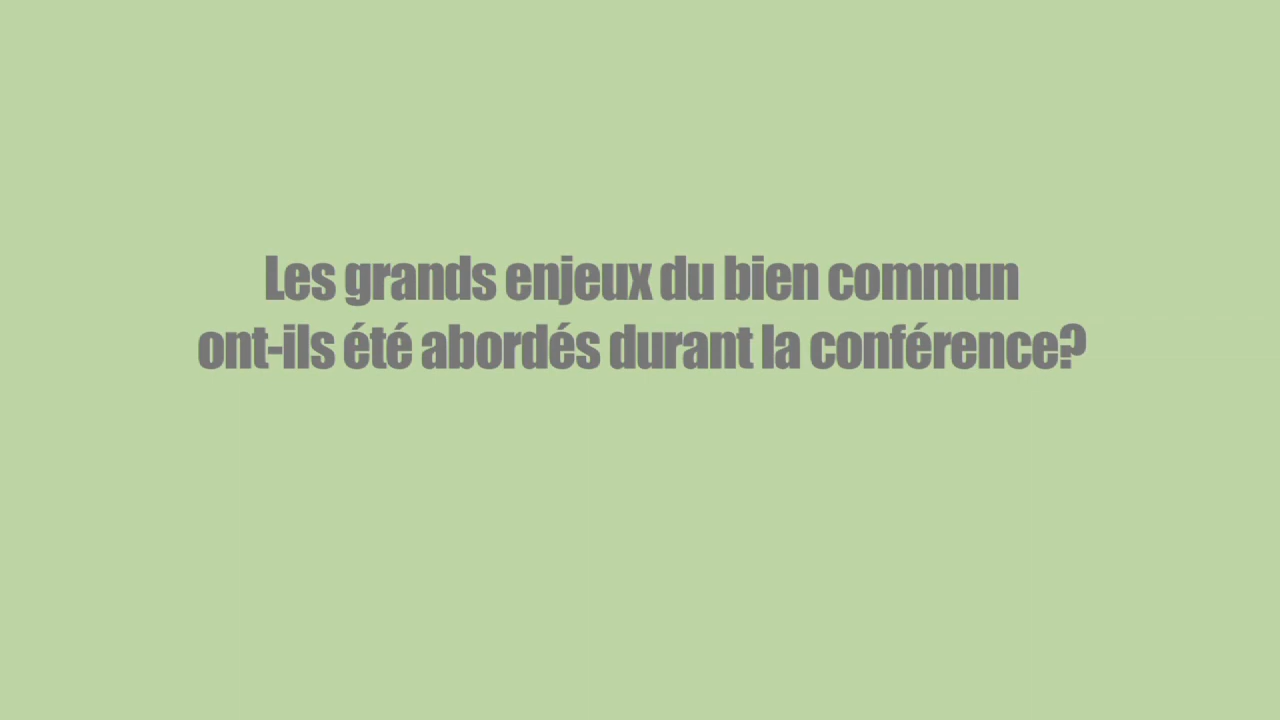 Les grands enjeux du bien commun
ont-ils été abordés durant la conférence?